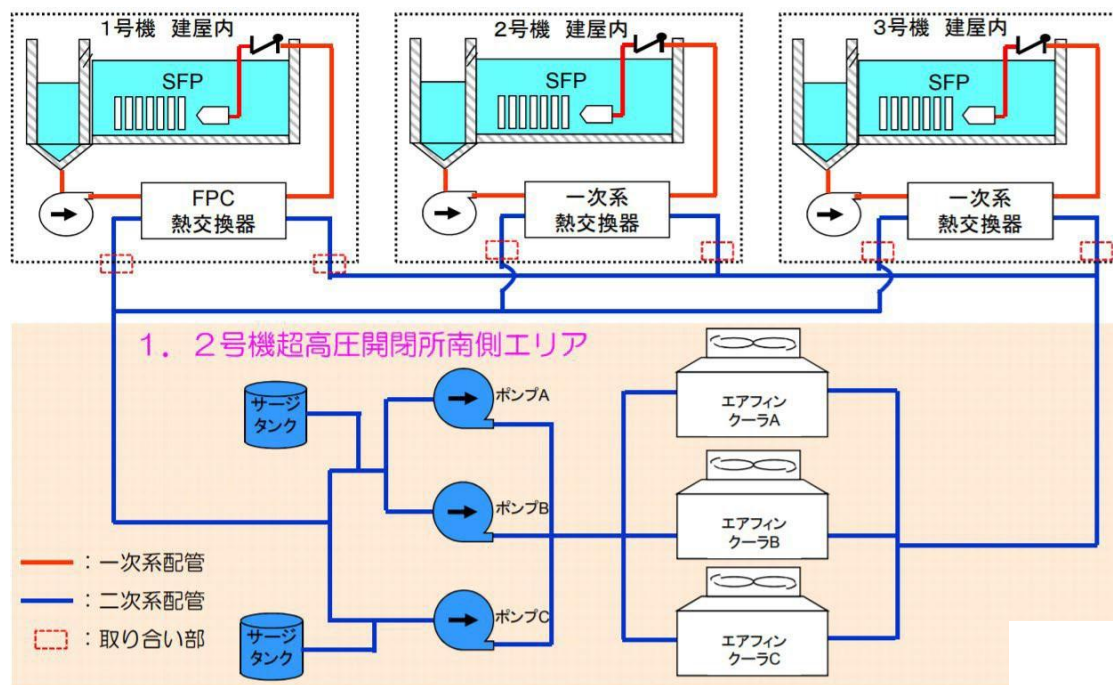 1号機 建屋内
SFP
FPC
熱交換器
2号機 建屋内
SFP
一次系
熱交換器
3号機 建屋内
SFP
一次系
熱交換器
1.2号機超高圧開閉所南側エリア
サージ
タンク
ポンプA
ポンプB
ポンプC
サージ
タンク
エアフィン
クーラA
エアフィン
クーラB
エアフィン
クーラC
:一次系配管
:二次系配管
:取り合い部